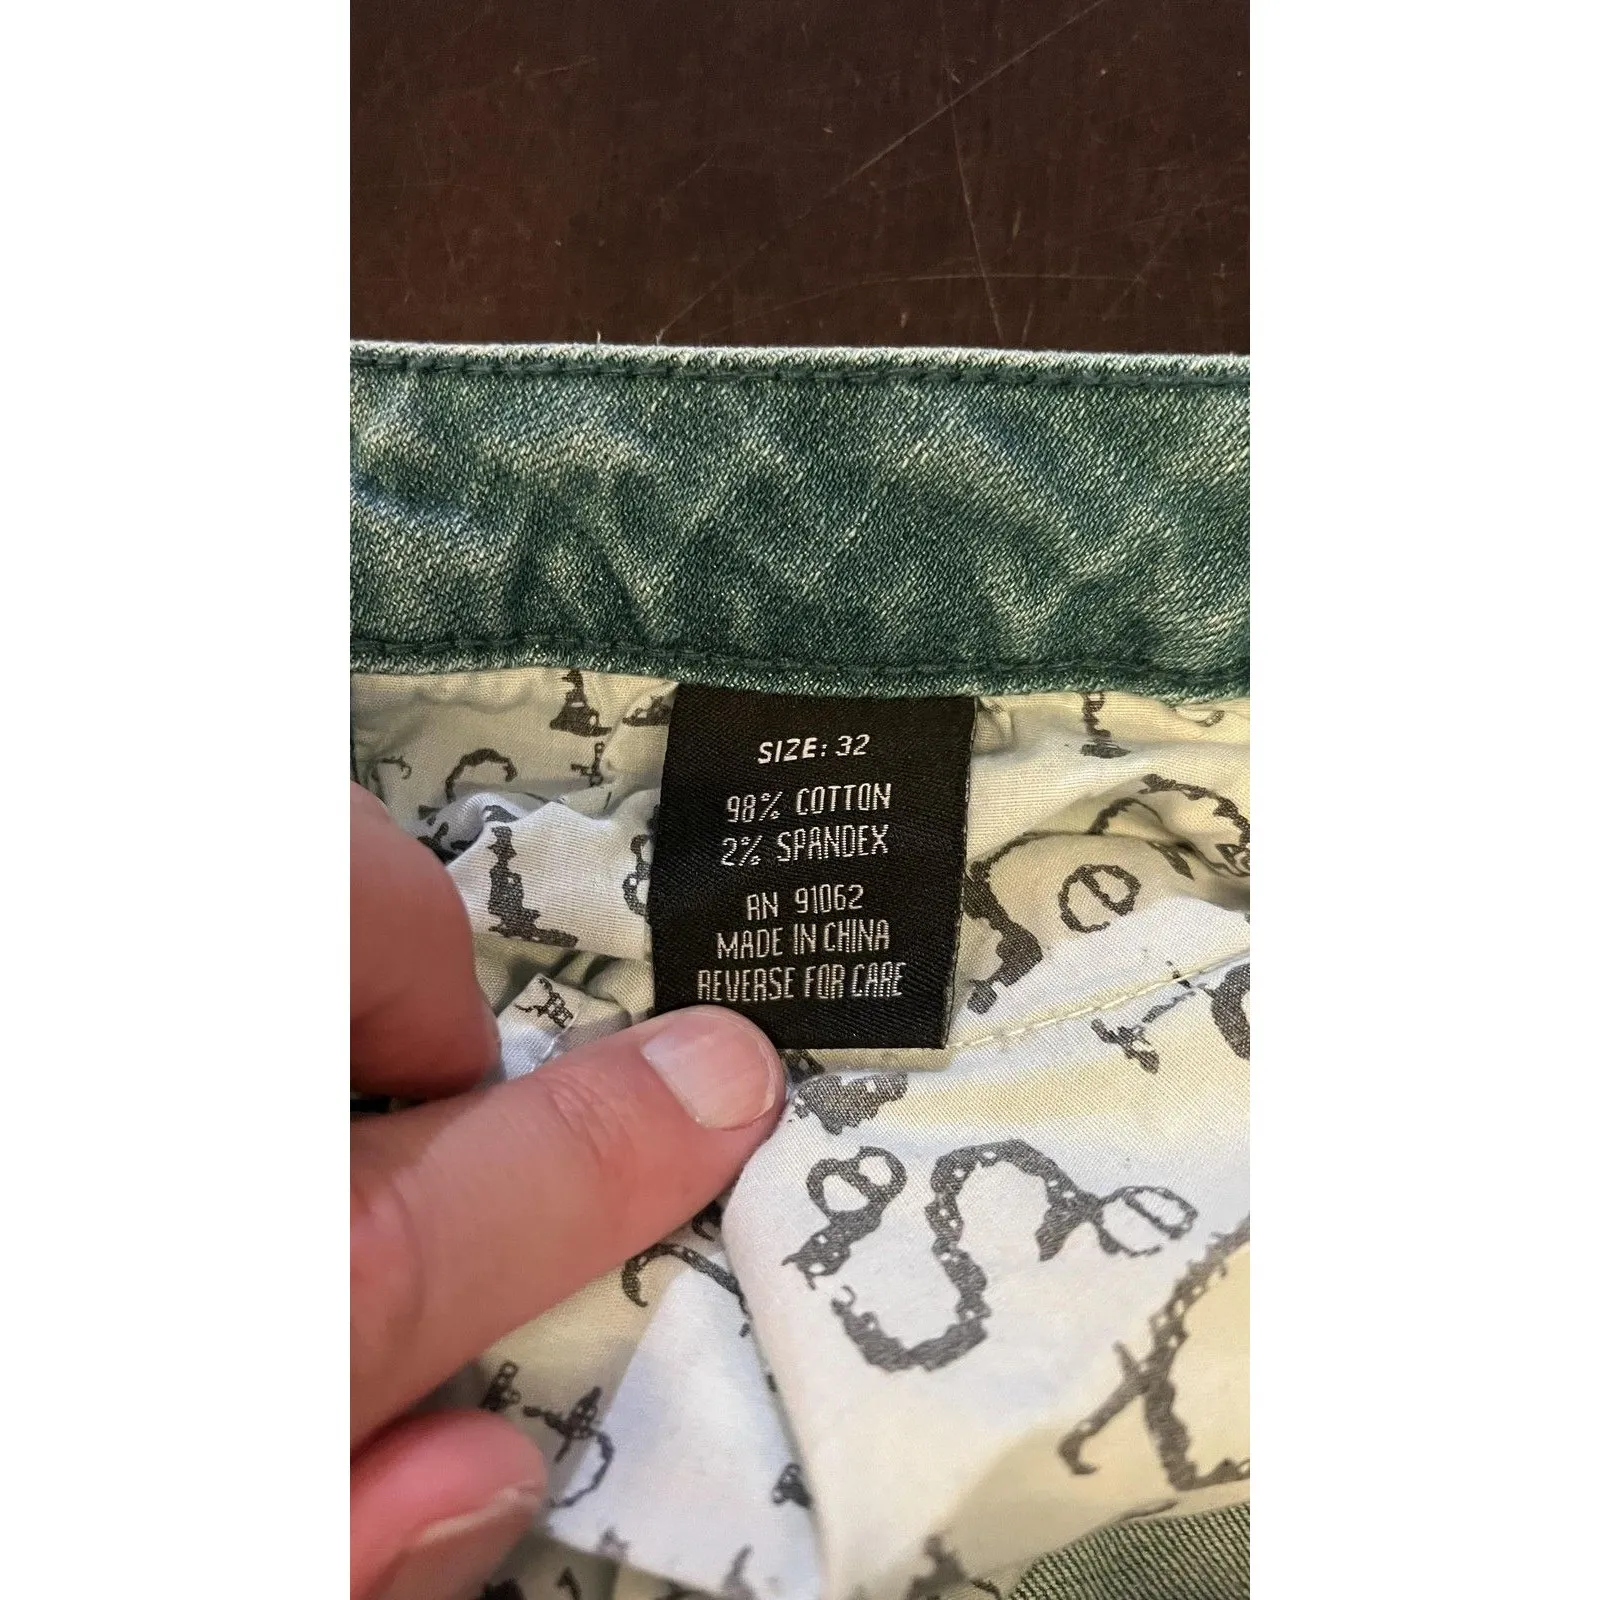 SIZE: 32
98% COTTON
2% SPANDEX
RN 91062
MADE IN CHINA
REVERSE FOR CARE